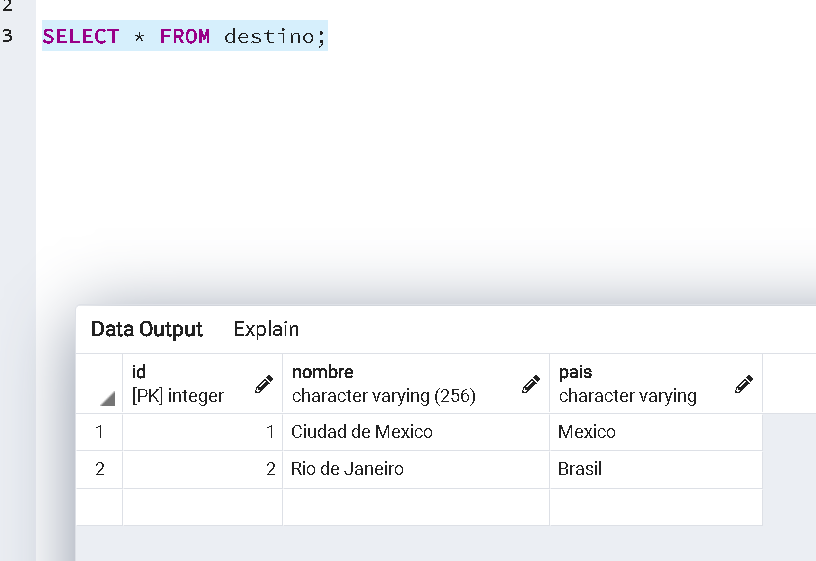 2
3 SELECT * FROM destino;
Data Output Explain
id nombre pais
[PK] integer character varying (256) character varying
1 1 Ciudad de Mexico Mexico
2 2 Rio de Janeiro Brasil